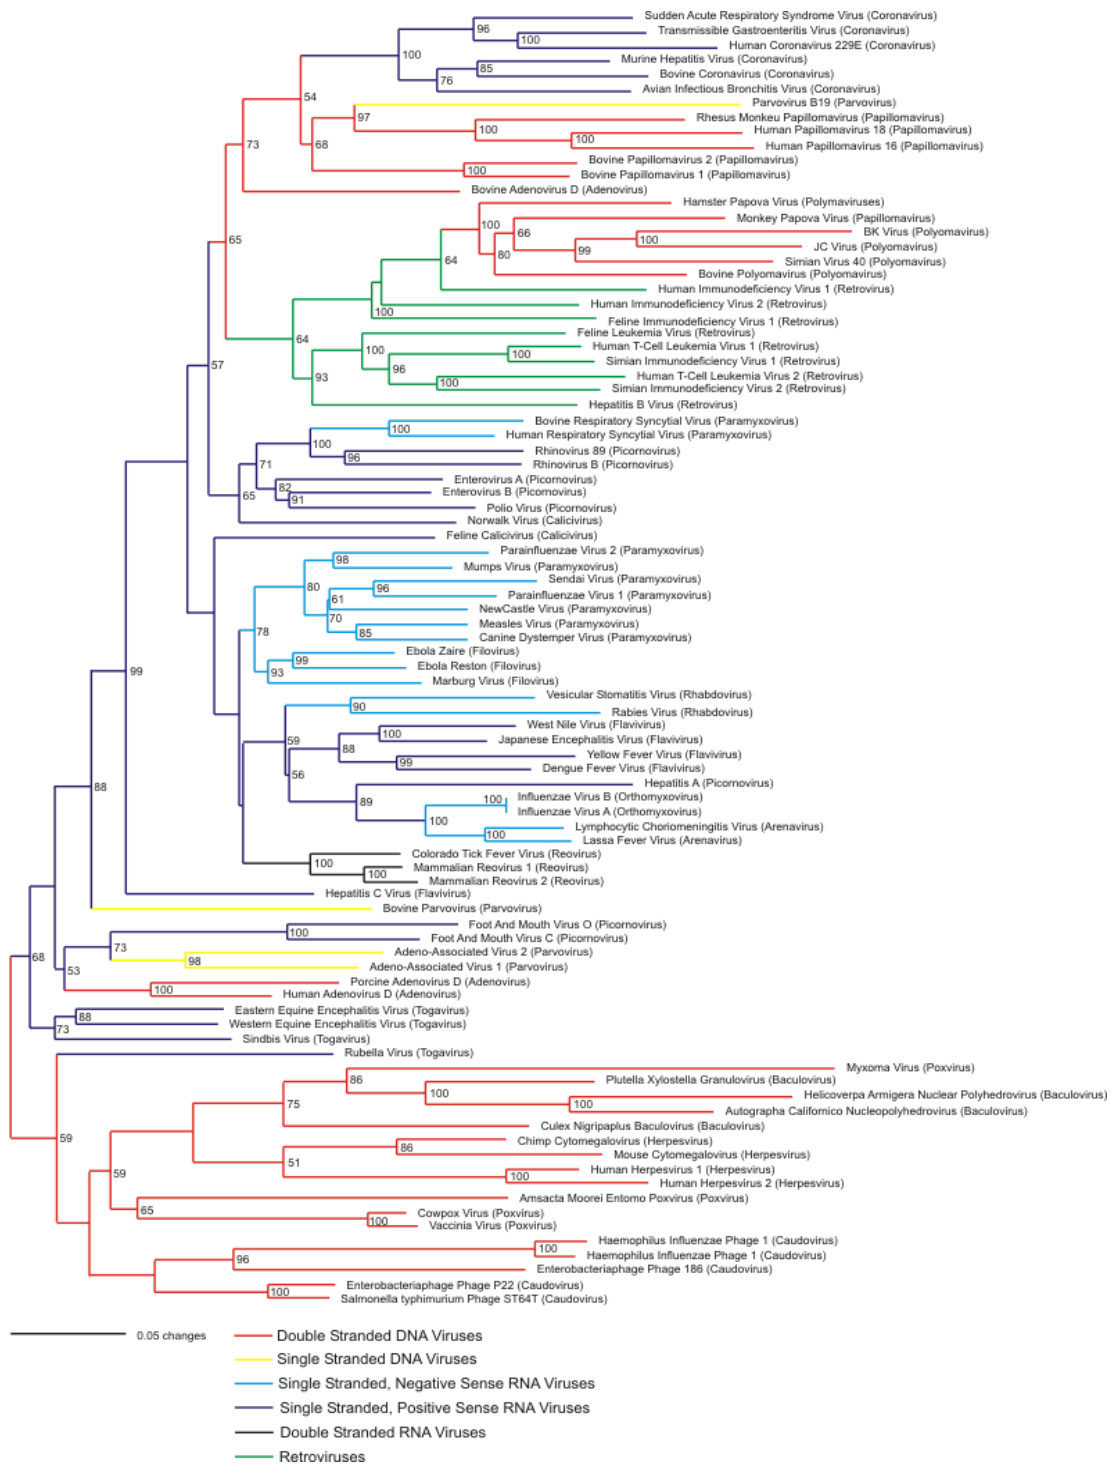 Sudden Acute Respiratory Syndrome Virus (Coronavirus)
96
Transmissible Gastroenteritis Virus (Coronavirus)
100
Human Coronavirus 229E (Coronavirus)
100
Murine Hepatitis Virus (Coronavirus)
85
Bovine Coronavirus (Coronavirus)
76
Avian Infectious Bronchitis Virus (Coronavirus)
54
Parvovirus B19 (Parvovirus)
97
Rhesus Monkeu Papillomavirus (Papillomavirus)
100
Human Papillomavirus 18 (Papillomavirus)
100
73
68
Human Papillomavirus 16 (Papillomavirus)
Bovine Papillomavirus 2 (Papillomavirus)
100
Bovine Papillomavirus 1 (Papillomavirus)
Bovine Adenovirus D (Adenovirus)
Hamster Papova Virus (Polymaviruses)
Monkey Papova Virus (Papillomavirus)
100
66
BK Virus (Polyomavirus)
100
65
JC Virus (Polyomavirus)
99
80
64
Simian Virus 40 (Polyomavirus)
Bovine Polyomavirus (Polyomavirus)
Human Immunodeficiency Virus 1 (Retrovirus)
Human Immunodeficiency Virus 2 (Retrovirus)
100
Feline Immunodeficiency Virus 1 (Retrovirus)
Feline Leukemia Virus (Retrovirus)
64
100
Human T-Cell Leukemia Virus 1 (Retrovirus)
100
Simian Immunodeficiency Virus 1 (Retrovirus)
57
96
93
Human T-Cell Leukemia Virus 2 (Retrovirus)
100
Simian Immunodeficiency Virus 2 (Retrovirus)
Hepatitis B Virus (Retrovirus)
Bovine Respiratory Syncytial Virus (Paramyxovirus)
100
Human Respiratory Syncytial Virus (Paramyxovirus)
100
Rhinovirus 89 (Picornovirus)
96
71
Rhinovirus B (Picornovirus)
Enterovirus A (Picornovirus)
82
65
Enterovirus B (Picornovirus)
91
Polio Virus (Picornovirus)
Norwalk Virus (Calicivirus)
Feline Calicivirus (Calicivirus)
Parainfluenzae Virus 2 (Paramyxovirus)
98
Mumps Virus (Paramyxovirus)
80
Sendai Virus (Paramyxovirus)
96
61
Parainfluenzae Virus 1 (Paramyxovirus)
NewCastle Virus (Paramyxovirus)
70
Measles Virus (Paramyxovirus)
78
85
Canine Dystemper Virus (Paramyxovirus)
Ebola Zaire (Filovirus)
99
Ebola Reston (Filovirus)
99
93
Marburg Virus (Filovirus)
Vesicular Stomatitis Virus (Rhabdovirus)
90
Rabies Virus (Rhabdovirus)
West Nile Virus (Flavivirus)
59
100
Japanese Encephalitis Virus (Flavivirus)
88
Yellow Fever Virus (Flavivirus)
99
Dengue Fever Virus (Flavivirus)
56
Hepatitis A (Picornovirus)
88
89
100
Influenzae Virus B (Orthomyxovirus)
Influenzae Virus A (Orthomyxovirus)
100
Lymphocytic Choriomeningitis Virus (Arenavirus)
100
Lassa Fever Virus (Arenavirus)
Colorado Tick Fever Virus (Reovirus)
100
Mammalian Reovirus 1 (Reovirus)
100
Mammalian Reovirus 2 (Reovirus)
Hepatitis C Virus (Flavivirus)
Bovine Parvovirus (Parvovirus)
Foot And Mouth Virus O (Picornovirus)
100
Foot And Mouth Virus C (Picornovirus)
73
68
Adeno-Associated Virus 2 (Parvovirus)
98
Adeno-Associated Virus 1 (Parvovirus)
53
Porcine Adenovirus D (Adenovirus)
100
Human Adenovirus D (Adenovirus)
Eastern Equine Encephalitis Virus (Togavirus)
88
Western Equine Encephalitis Virus (Togavirus)
73
Sindbis Virus (Togavirus)
Rubella Virus (Togavirus)
Myxoma Virus (Poxvirus)
86
Plutella Xylostella Granulovirus (Baculovirus)
100
Helicoverpa Armigera Nuclear Polyhedrovirus (Baculovirus)
75
100
Autographa Californico Nucleopolyhedrovirus (Baculovirus)
Culex Nigripaplus Baculovirus (Baculovirus)
59
Chimp Cytomegalovirus (Herpesvirus)
86
Mouse Cytomegalovirus (Herpesvirus)
51
59
Human Herpesvirus 1 (Herpesvirus)
100
Human Herpesvirus 2 (Herpesvirus)
Amsacta Moorei Entomo Poxvirus (Poxvirus)
65
Cowpox Virus (Poxvirus)
100
Vaccinia Virus (Poxvirus)
Haemophilus Influenzae Phage 1 (Caudovirus)
100
Haemophilus Influenzae Phage 1 (Caudovirus)
96
Enterobacteriaphage Phage 186 (Caudovirus)
Enterobacteriaphage Phage P22 (Caudovirus)
100
Salmonella typhimurium Phage ST64T (Caudovirus)
0.05 changes
Double Stranded DNA Viruses
Single Stranded DNA Viruses
Single Stranded, Negative Sense RNA Viruses
Single Stranded, Positive Sense RNA Viruses
Double Stranded RNA Viruses
Retroviruses